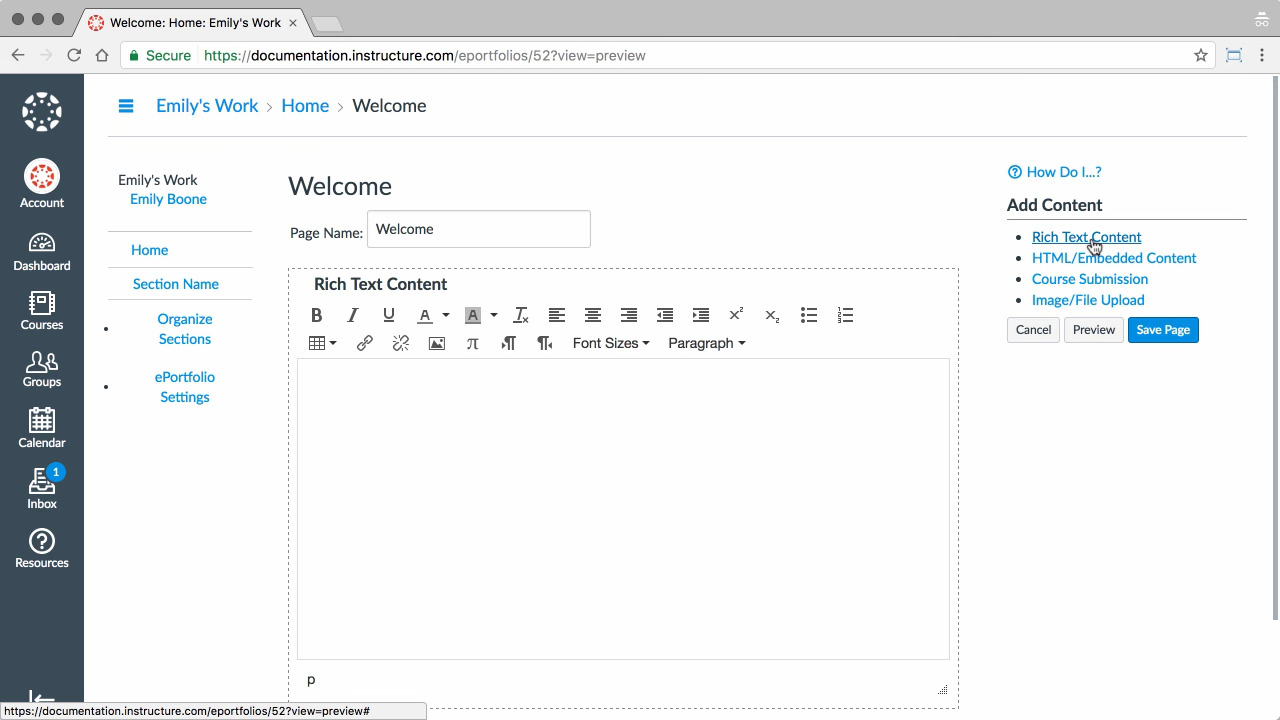 Welcome: Home: Emily's Work
Secure https://documentation.instructure.com/eportfolios/52?view=preview
Emily's Work > Home > Welcome
Account
Dashboard
Courses
Groups
Calendar
1
Inbox
Resources
Emily's Work
Emily Boone
Home
Section Name
Organize
Sections
ePortfolio
Settings
Welcome
Page Name: Welcome
Rich Text Content
B I U A A Tx x² x₂
π Font Sizes Paragraph
p
How Do I...?
Add Content
Rich Text Content
HTML/Embedded Content
Course Submission
Image/File Upload
Cancel Preview Save Page
https://documentation.instructure.com/eportfolios/52?view=preview#